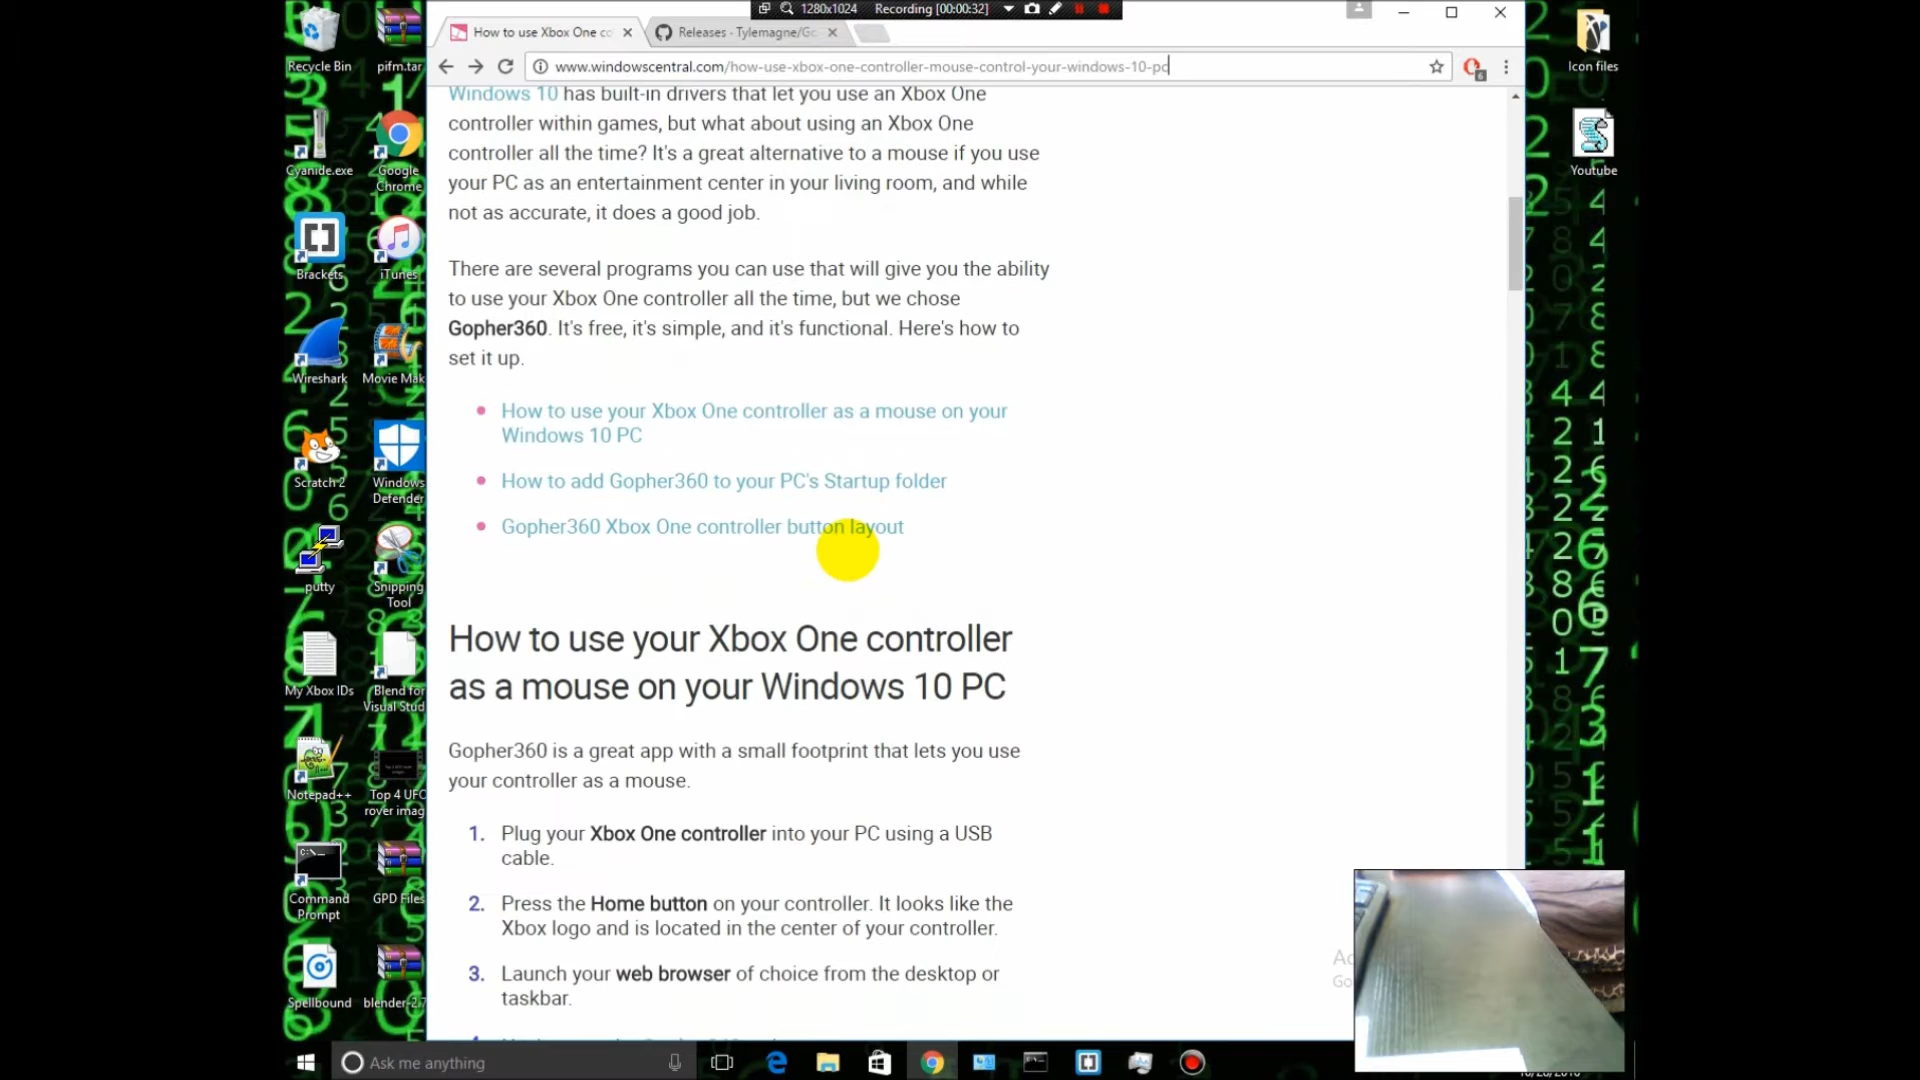 1280x1024 Recording [00:00:32]
How to use Xbox One co
Releases · Tylemagne/Go
www.windowscentral.com/how-use-xbox-one-controller-mouse-control-your-windows-10-pc
Windows 10 has built-in drivers that let you use an Xbox One
controller within games, but what about using an Xbox One
controller all the time? It's a great alternative to a mouse if you use
your PC as an entertainment center in your living room, and while
not as accurate, it does a good job.
There are several programs you can use that will give you the ability
to use your Xbox One controller all the time, but we chose
Gopher360. It's free, it's simple, and it's functional. Here's how to
set it up.
How to use your Xbox One controller as a mouse on your
Windows 10 PC
How to add Gopher360 to your PC's Startup folder
Gopher360 Xbox One controller button layout
How to use your Xbox One controller
as a mouse on your Windows 10 PC
Gopher360 is a great app with a small footprint that lets you use
your controller as a mouse.
1. Plug your Xbox One controller into your PC using a USB
cable.
2. Press the Home button on your controller. It looks like the
Xbox logo and is located in the center of your controller.
3. Launch your web browser of choice from the desktop or
taskbar.
Recycle Bin
pifm.tar
Cyanide.exe
Google
Chrome
Brackets
iTunes
Wireshark
Movie Mak
Scratch 2
Windows
Defender
putty
Snipping
Tool
My Xbox IDs
Blend for
Visual Stud
Notepad++
Top 4 UFO
rover imag
Command
Prompt
GPD Files
Spellbound
blender-2.7
Icon files
Youtube
Ask me anything